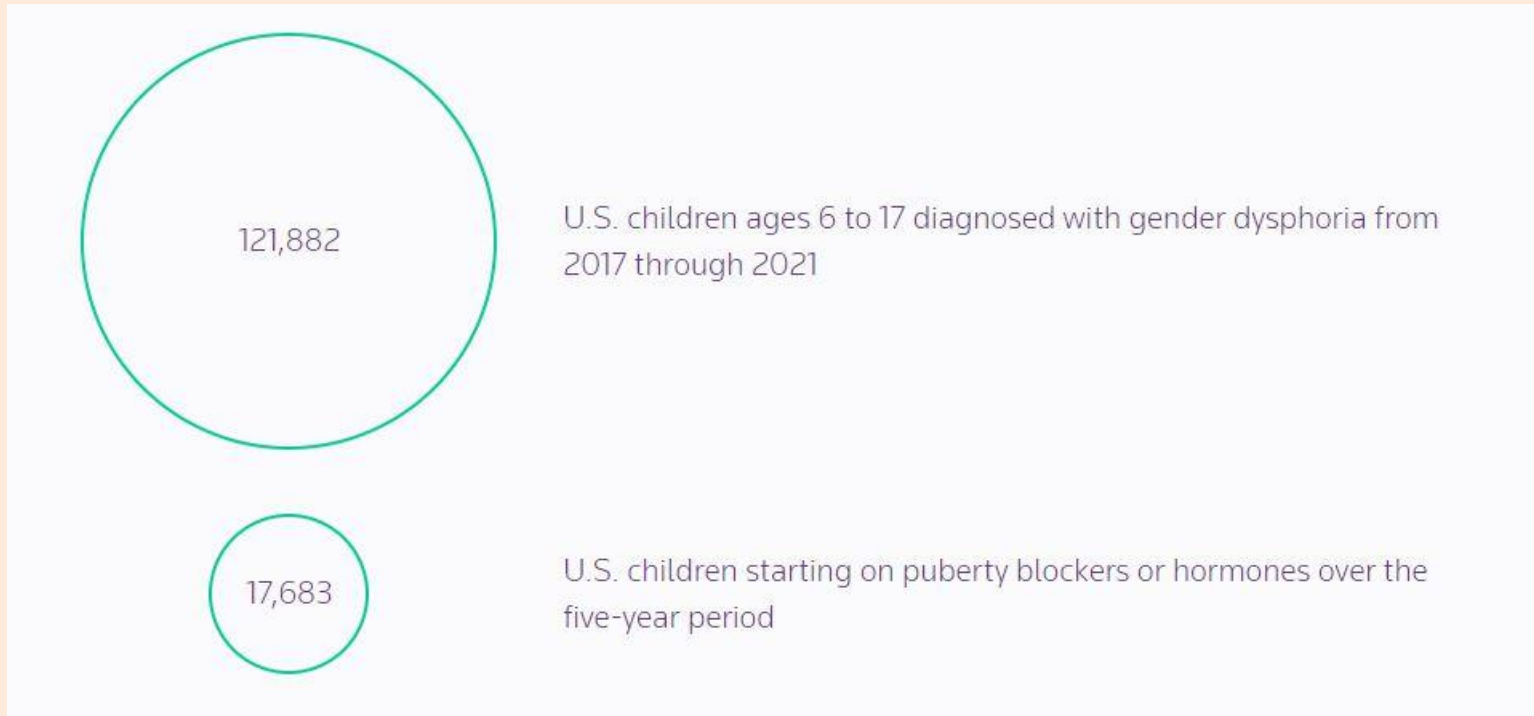 121,882
U.S. children ages 6 to 17 diagnosed with gender dysphoria from
2017 through 2021
17,683
U.S. children starting on puberty blockers or hormones over the
five-year period